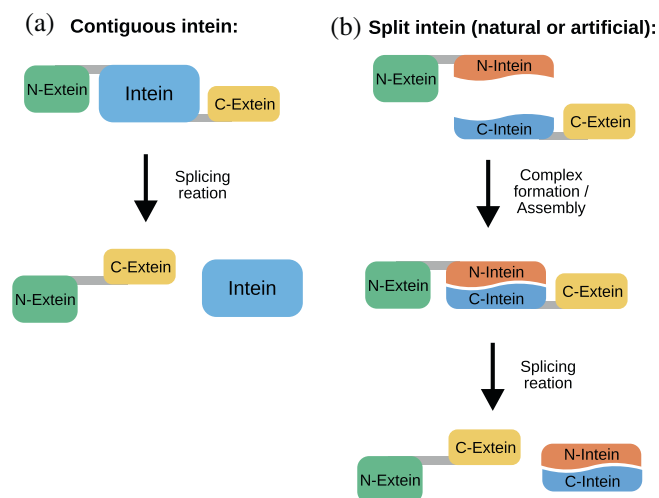 (a) Contiguous intein:
N-Extein
Intein
C-Extein
Splicing
reation
C-Extein
N-Extein
Intein
(b) Split intein (natural or artificial):
N-Intein
N-Extein
C-Intein
C-Extein
Complex
formation /
Assembly
N-Intein
N-Extein
C-Intein
C-Extein
Splicing
reation
C-Extein
N-Intein
N-Extein
C-Intein